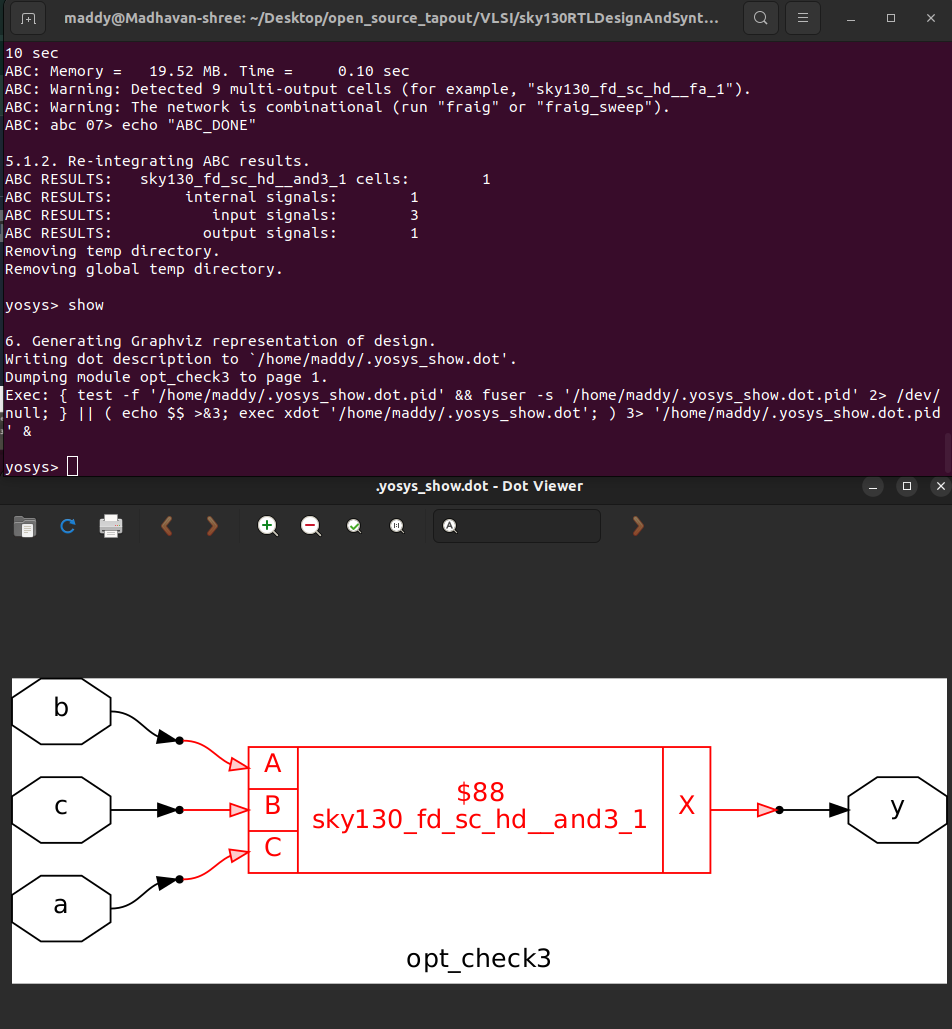 maddy@Madhavan-shree: ~/Desktop/open_source_tapout/VLSI/sky130RTLDesignAndSynt...
10 sec
ABC: Memory =   19.52 MB. Time =     0.10 sec
ABC: Warning: Detected 9 multi-output cells (for example, "sky130_fd_sc_hd__fa_1").
ABC: Warning: The network is combinational (run "fraig" or "fraig_sweep").
ABC: abc 07> echo "ABC_DONE"
5.1.2. Re-integrating ABC results.
ABC RESULTS:   sky130_fd_sc_hd__and3_1 cells:        1
ABC RESULTS:        internal signals:        1
ABC RESULTS:           input signals:        3
ABC RESULTS:          output signals:        1
Removing temp directory.
Removing global temp directory.
yosys> show
6. Generating Graphviz representation of design.
Writing dot description to `/home/maddy/.yosys_show.dot'.
Dumping module opt_check3 to page 1.
Exec: { test -f '/home/maddy/.yosys_show.dot.pid' && fuser -s '/home/maddy/.yosys_show.dot.pid' 2> /dev/
null; } || ( echo $$ >&3; exec xdot '/home/maddy/.yosys_show.dot'; ) 3> '/home/maddy/.yosys_show.dot.pid
' &
yosys>
.yosys_show.dot - Dot Viewer
b
c
a
A
B
C
$88
sky130_fd_sc_hd__and3_1
X
y
opt_check3